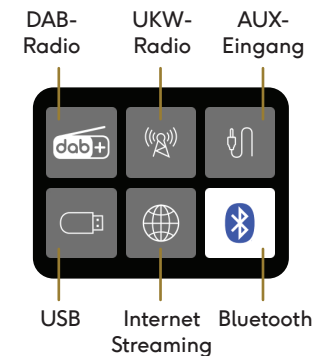 DAB-
Radio
UKW-
Radio
AUX-
Eingang
dab+
USB
Internet
Streaming
Bluetooth